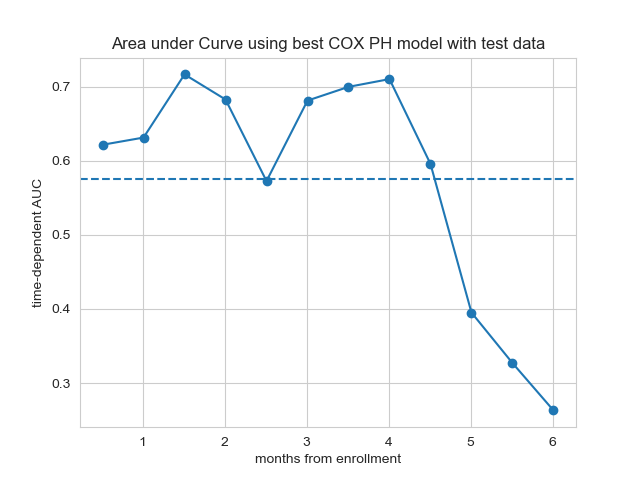 Area under Curve using best COX PH model with test data
0.7
0.6
0.5
0.4
0.3
time-dependent AUC
1 2 3 4 5 6
months from enrollment